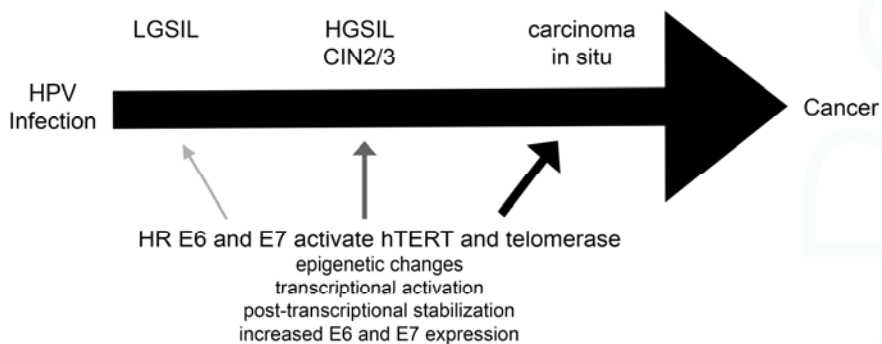 LGSIL
HGSIL
CIN2/3
carcinoma
in situ
HPV
Infection
Cancer
HR E6 and E7 activate hTERT and telomerase
epigenetic changes
transcriptional activation
post-transcriptional stabilization
increased E6 and E7 expression